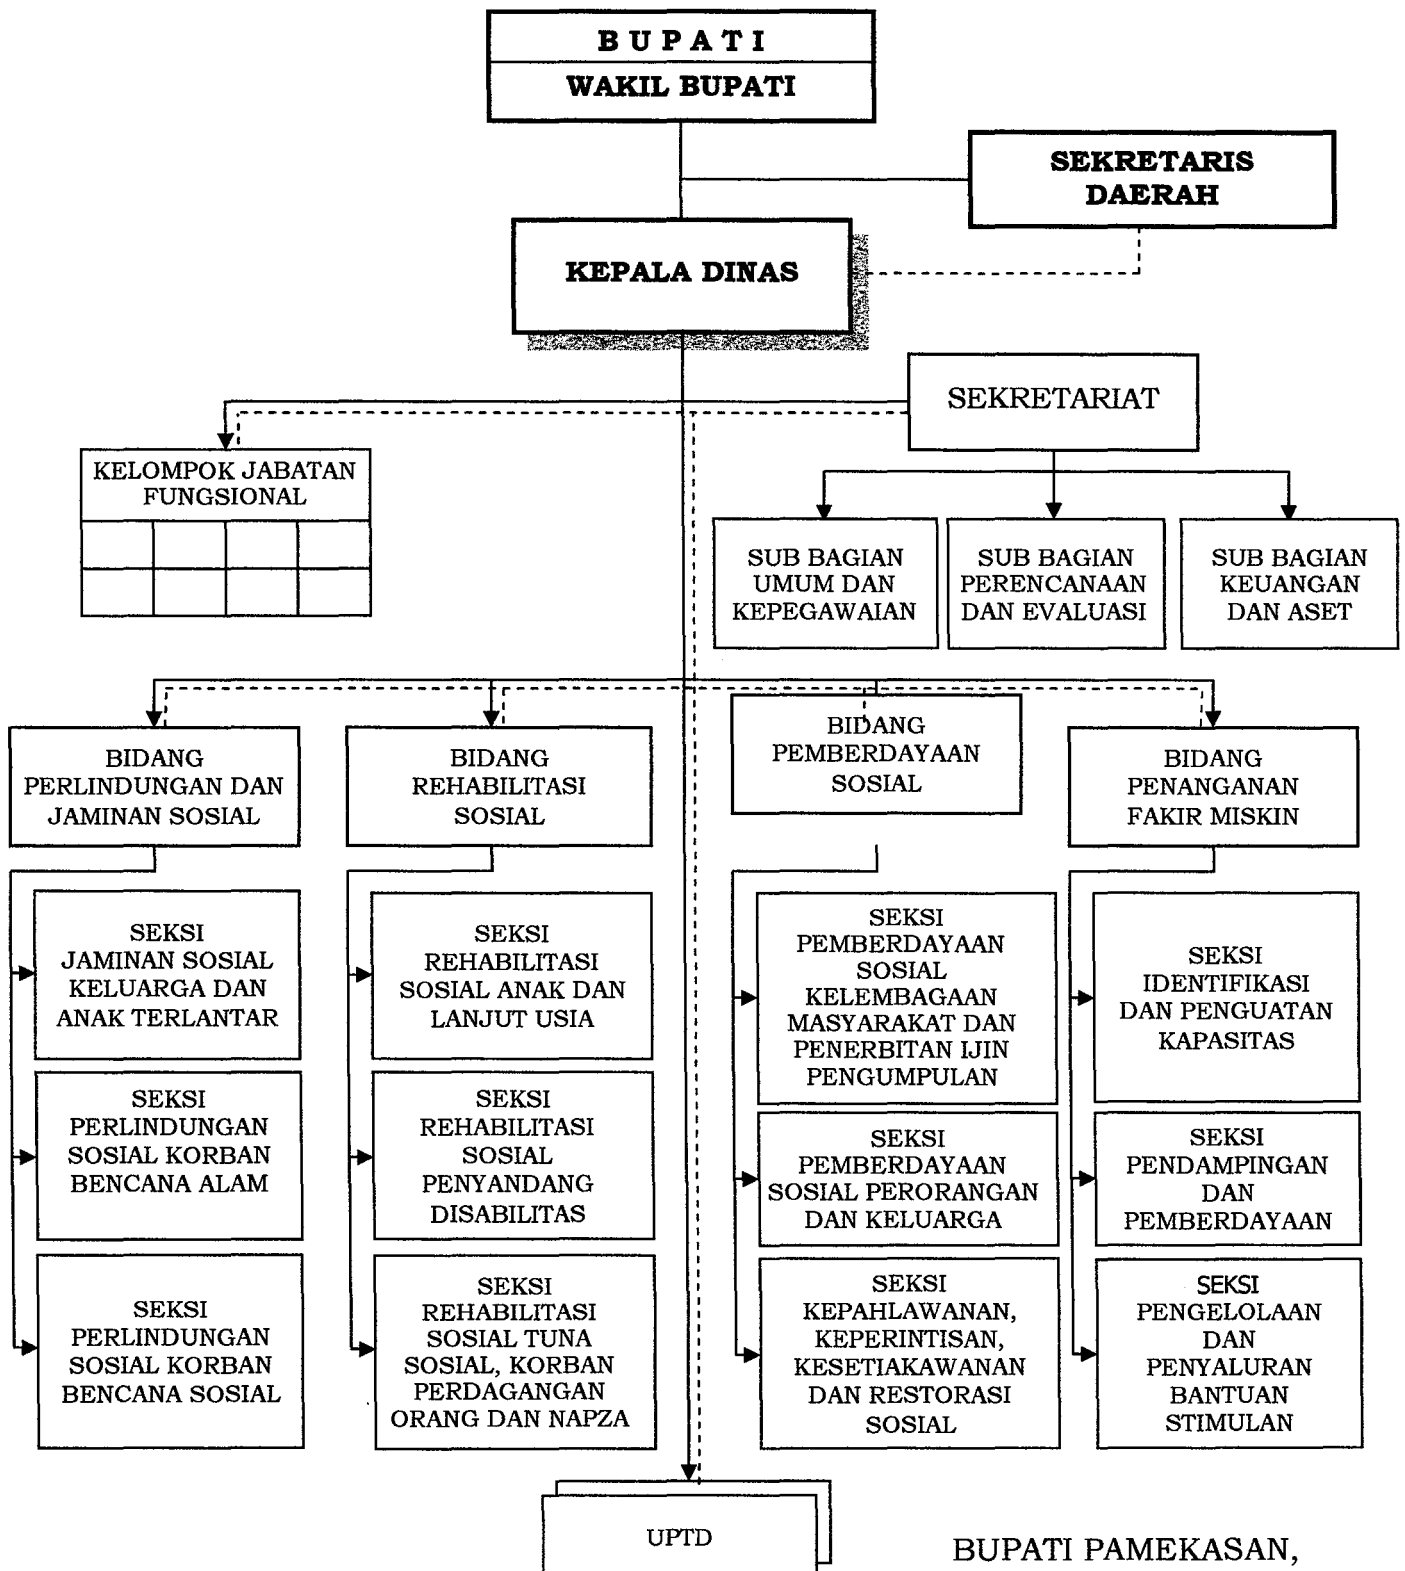 B U P A T I
WAKIL BUPATI
SEKRETARIS
DAERAH
KEPALA DINAS
SEKRETARIAT
KELOMPOK JABATAN
FUNGSIONAL
SUB BAGIAN
UMUM DAN
KEPEGAWAIAN
SUB BAGIAN
PERENCANAAN
DAN EVALUASI
SUB BAGIAN
KEUANGAN
DAN ASET
BIDANG
PERLINDUNGAN DAN
JAMINAN SOSIAL
BIDANG
REHABILITASI
SOSIAL
BIDANG
PEMBERDAYAAN
SOSIAL
BIDANG
PENANGANAN
FAKIR MISKIN
SEKSI
JAMINAN SOSIAL
KELUARGA DAN
ANAK TERLANTAR
SEKSI
PERLINDUNGAN
SOSIAL KORBAN
BENCANA ALAM
SEKSI
PERLINDUNGAN
SOSIAL KORBAN
BENCANA SOSIAL
SEKSI
REHABILITASI
SOSIAL ANAK DAN
LANJUT USIA
SEKSI
REHABILITASI
SOSIAL
PENYANDANG
DISABILITAS
SEKSI
REHABILITASI
SOSIAL TUNA
SOSIAL, KORBAN
PERDAGANGAN
ORANG DAN NAPZA
SEKSI
PEMBERDAYAAN
SOSIAL
KELEMBAGAAN
MASYARAKAT DAN
PENERBITAN IJIN
PENGUMPULAN
SEKSI
PEMBERDAYAAN
SOSIAL PERORANGAN
DAN KELUARGA
SEKSI
KEPAHLAWANAN,
KEPERINTISAN,
KESETIAKAWANAN
DAN RESTORASI
SOSIAL
SEKSI
IDENTIFIKASI
DAN PENGUATAN
KAPASITAS
SEKSI
PENDAMPINGAN
DAN
PEMBERDAYAAN
SEKSI
PENGELOLAAN
DAN
PENYALURAN
BANTUAN
STIMULAN
UPTD
BUPATI PAMEKASAN,